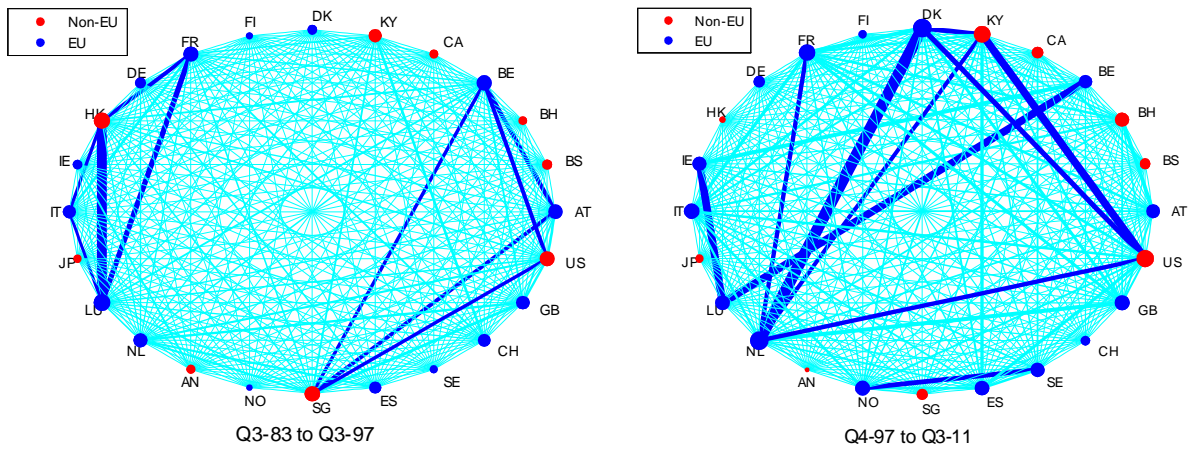 Non-EU
EU
FI
DK
KY
CA
FR
BE
DE
HK
BH
IE
BS
IT
AT
JP
US
LU
GB
NL
CH
AN
SE
NO
SG
ES
Q3-83 to Q3-97
Non-EU
EU
FI
DK
KY
CA
FR
BE
DE
HK
BH
IE
BS
IT
AT
JP
US
LU
GB
NL
CH
AN
SE
NO
SG
ES
Q4-97 to Q3-11